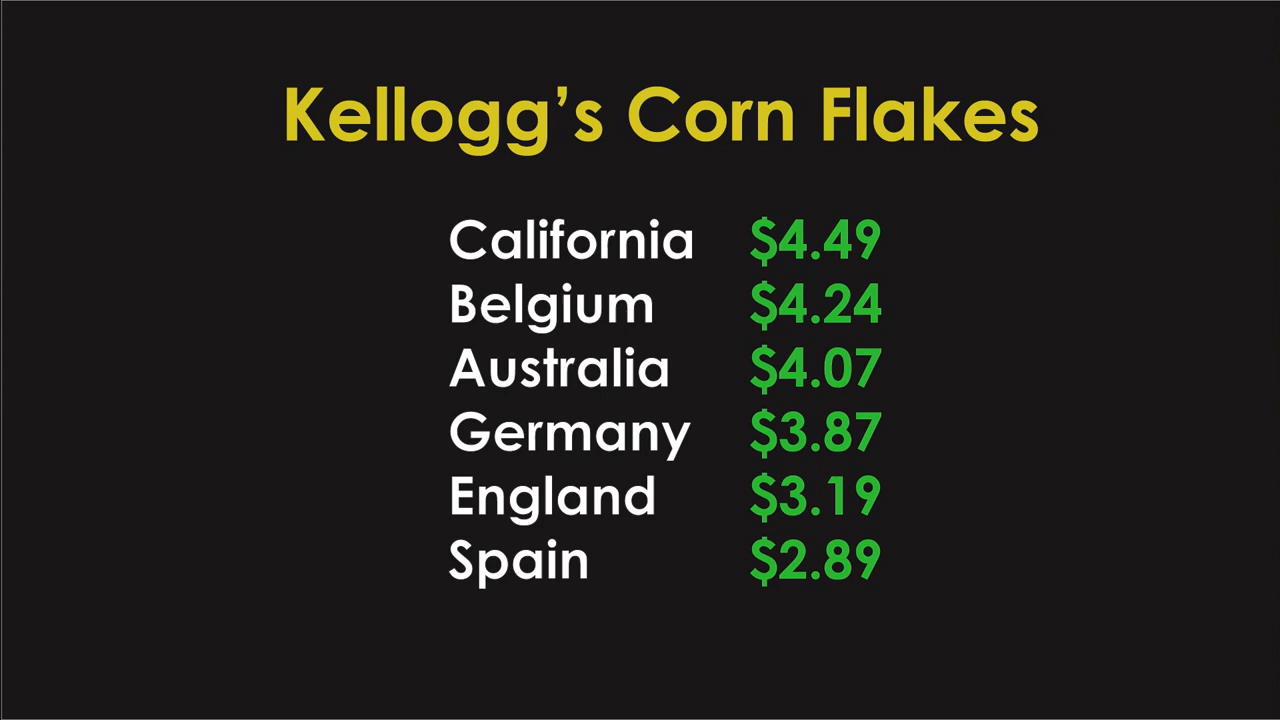 Kellogg’s Corn Flakes
California $4.49
Belgium $4.24
Australia $4.07
Germany $3.87
England $3.19
Spain $2.89